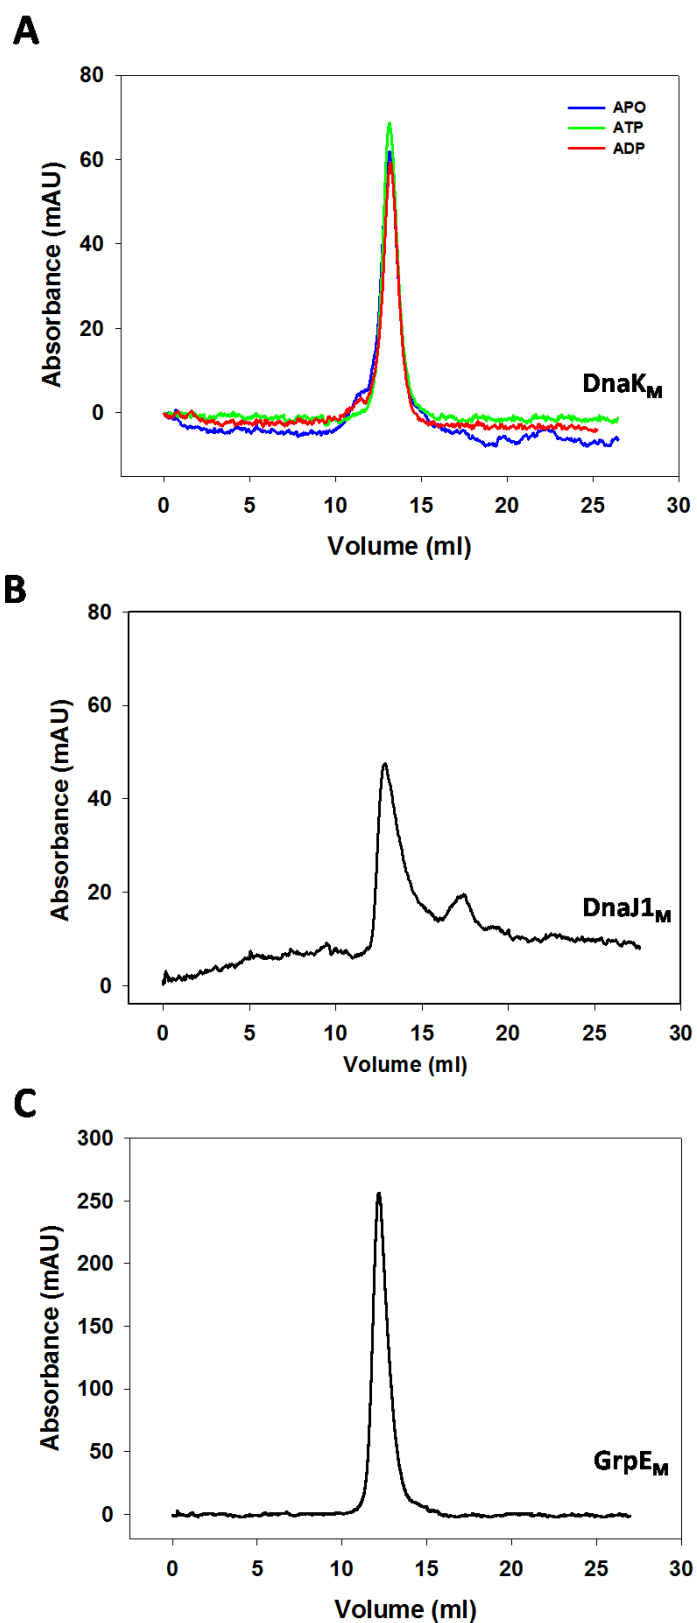 A
80
60
40
20
0
Absorbance (mAU)
APO
ATP
ADP
DnaKM
0 5 10 15 20 25 30
Volume (ml)
B
80
60
40
20
0
Absorbance (mAU)
DnaJ1M
0 5 10 15 20 25 30
Volume (ml)
C
300
250
200
150
100
50
0
Absorbance (mAU)
GrpEM
0 5 10 15 20 25 30
Volume (ml)